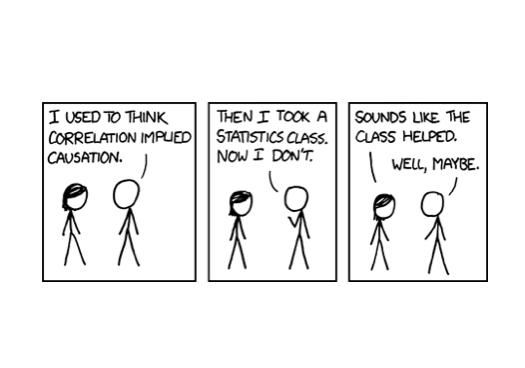 I USED TO THINK
CORRELATION IMPLIED
CAUSATION.
THEN I TOOK A
STATISTICS CLASS.
NOW I DON'T.
SOUNDS LIKE THE
CLASS HELPED.
WELL, MAYBE.